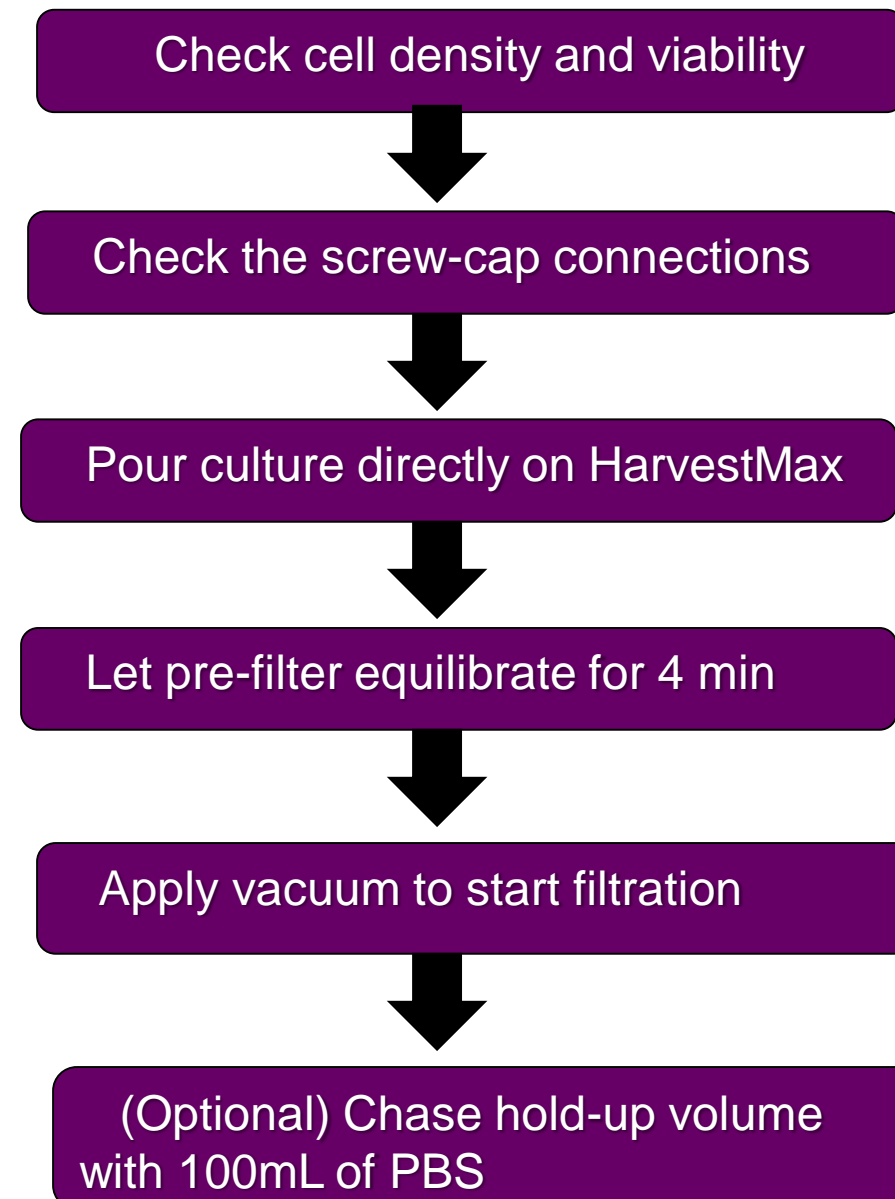 Check cell density and viability
Check the screw-cap connections
Pour culture directly on HarvestMax
Let pre-filter equilibrate for 4 min
Apply vacuum to start filtration
(Optional) Chase hold-up volume
with 100mL of PBS